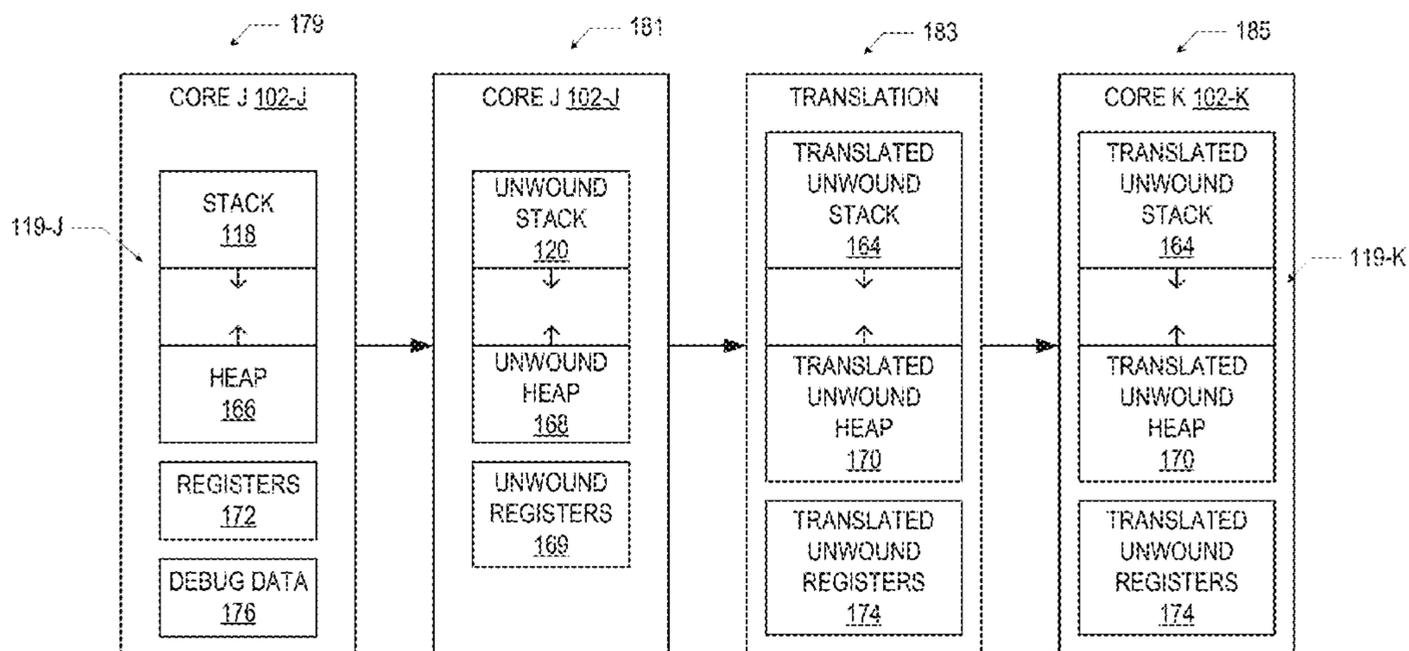 179
181
183
185
CORE J 102-J
STACK
118
119-J
HEAP
166
REGISTERS
172
DEBUG DATA
176
CORE J 102-J
UNWOUND
STACK
120
UNWOUND
HEAP
168
UNWOUND
REGISTERS
169
TRANSLATION
TRANSLATED
UNWOUND
STACK
164
TRANSLATED
UNWOUND
HEAP
170
TRANSLATED
UNWOUND
REGISTERS
174
CORE K 102-K
TRANSLATED
UNWOUND
STACK
164
119-K
TRANSLATED
UNWOUND
HEAP
170
TRANSLATED
UNWOUND
REGISTERS
174